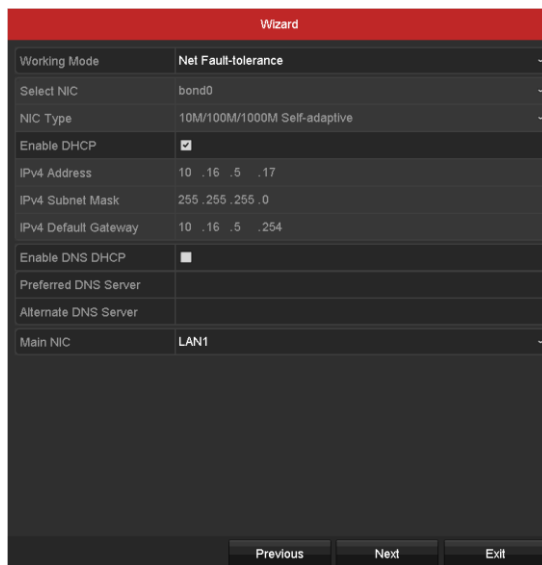 Wizard
Working Mode Net Fault-tolerance
Select NIC bond0
NIC Type 10M/100M/1000M Self-adaptive
Enable DHCP
IPv4 Address 10 .16 .5 .17
IPv4 Subnet Mask 255 .255 .255 .0
IPv4 Default Gateway 10 .16 .5 .254
Enable DNS DHCP
Preferred DNS Server
Alternate DNS Server
Main NIC LAN1
Previous Next Exit